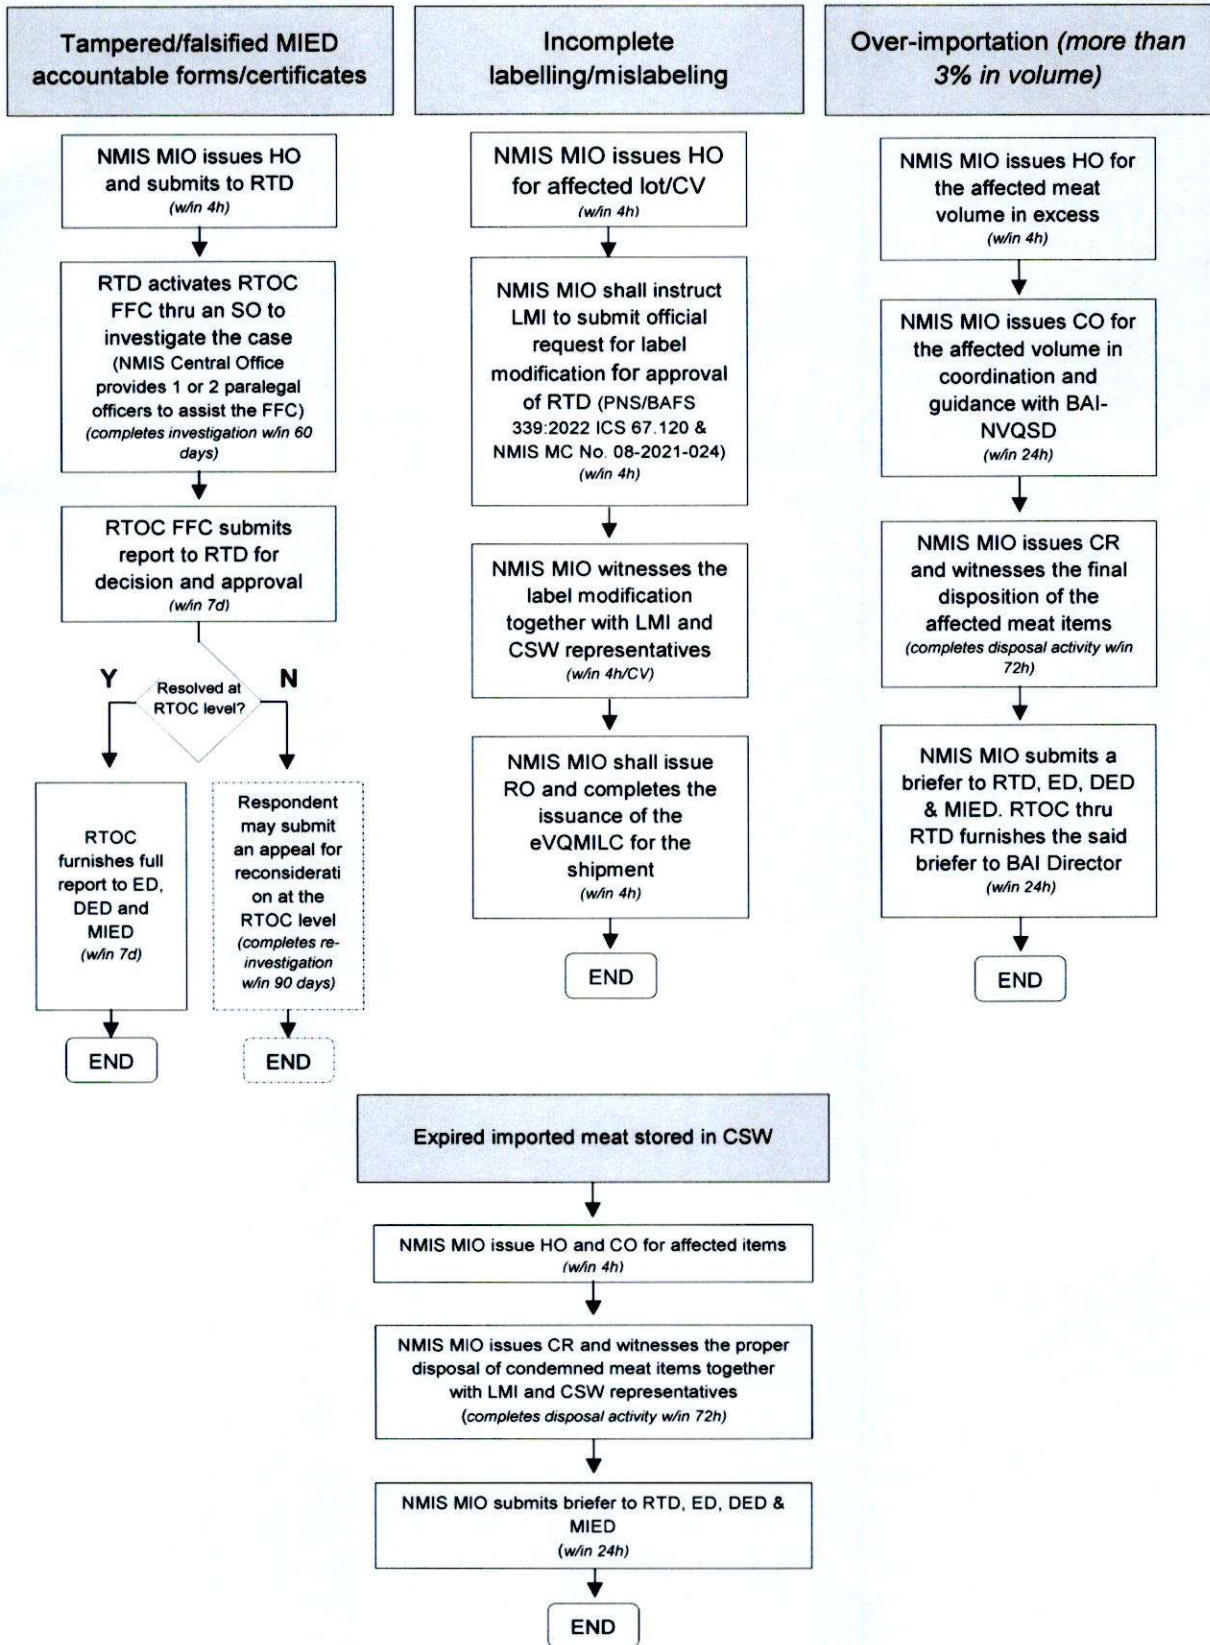 Tampered/falsified MIED
accountable forms/certificates
NMIS MIO issues HO
and submits to RTD
(w/in 4h)
RTD activates RTOC
FFC thru an SO to
investigate the case
(NMIS Central Office
provides 1 or 2 paralegal
officers to assist the FFC)
(completes investigation w/in 60
days)
RTOC FFC submits
report to RTD for
decision and approval
(w/in 7d)
Y
Resolved at
RTOC level?
N
RTOC
furnishes full
report to ED,
DED and
MIED
(w/in 7d)
END
Respondent
may submit
an appeal for
reconsiderati
on at the
RTOC level
(completes re-
investigation
w/in 90 days)
END
Incomplete
labelling/mislabeling
NMIS MIO issues HO
for affected lot/CV
(w/in 4h)
NMIS MIO shall instruct
LMI to submit official
request for label
modification for approval
of RTD (PNS/BAFS
339:2022 ICS 67.120 &
NMIS MC No. 08-2021-024)
(w/in 4h)
NMIS MIO witnesses the
label modification
together with LMI and
CSW representatives
(w/in 4h/CV)
NMIS MIO shall issue
RO and completes the
issuance of the
eVQMILC for the
shipment
(w/in 4h)
END
Over-importation (more than
3% in volume)
NMIS MIO issues HO for
the affected meat
volume in excess
(w/in 4h)
NMIS MIO issues CO for
the affected volume in
coordination and
guidance with BAI-
NVQSD
(w/in 24h)
NMIS MIO issues CR
and witnesses the final
disposition of the
affected meat items
(completes disposal activity w/in
72h)
NMIS MIO submits a
briefer to RTD, ED, DED
& MIED. RTOC thru
RTD furnishes the said
briefer to BAI Director
(w/in 24h)
END
Expired imported meat stored in CSW
NMIS MIO issue HO and CO for affected items
(w/in 4h)
NMIS MIO issues CR and witnesses the proper
disposal of condemned meat items together
with LMI and CSW representatives
(completes disposal activity w/in 72h)
NMIS MIO submits briefer to RTD, ED, DED &
MIED
(w/in 24h)
END